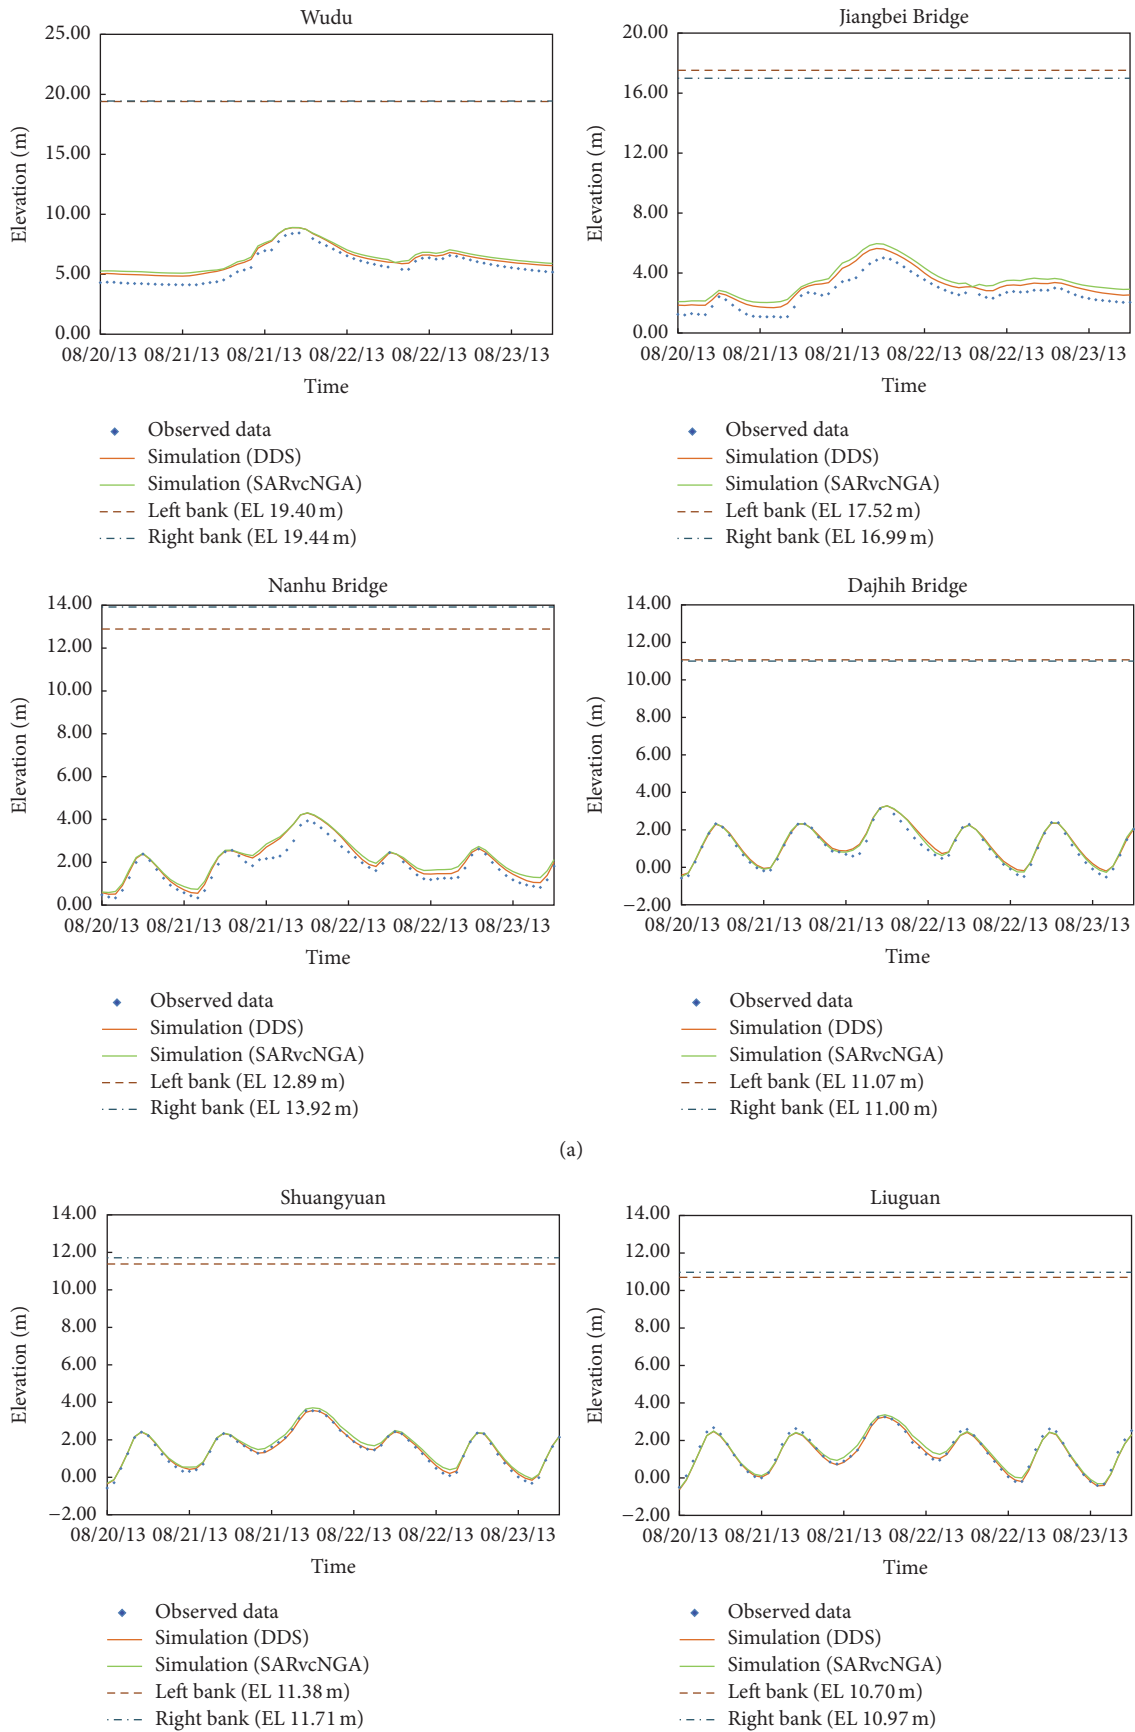 Wudu
25.00
20.00
15.00
10.00
5.00
0.00
Elevation (m)
08/20/13 08/21/13 08/21/13 08/22/13 08/22/13 08/23/13
Time
Observed data
Simulation (DDS)
Simulation (SARvcNGA)
Left bank (EL 19.40 m)
Right bank (EL 19.44 m)
Jiangbei Bridge
20.00
16.00
12.00
8.00
4.00
0.00
Elevation (m)
08/20/13 08/21/13 08/21/13 08/22/13 08/22/13 08/23/13
Time
Observed data
Simulation (DDS)
Simulation (SARvcNGA)
Left bank (EL 17.52 m)
Right bank (EL 16.99 m)
Nanhu Bridge
14.00
12.00
10.00
8.00
6.00
4.00
2.00
0.00
Elevation (m)
08/20/13 08/21/13 08/21/13 08/22/13 08/22/13 08/23/13
Time
Observed data
Simulation (DDS)
Simulation (SARvcNGA)
Left bank (EL 12.89 m)
Right bank (EL 13.92 m)
Dajhih Bridge
14.00
12.00
10.00
8.00
6.00
4.00
2.00
0.00
−2.00
Elevation (m)
08/20/13 08/21/13 08/21/13 08/22/13 08/22/13 08/23/13
Time
Observed data
Simulation (DDS)
Simulation (SARvcNGA)
Left bank (EL 11.07 m)
Right bank (EL 11.00 m)
(a)
Shuangyuan
14.00
12.00
10.00
8.00
6.00
4.00
2.00
0.00
−2.00
Elevation (m)
08/20/13 08/21/13 08/21/13 08/22/13 08/22/13 08/23/13
Time
Observed data
Simulation (DDS)
Simulation (SARvcNGA)
Left bank (EL 11.38 m)
Right bank (EL 11.71 m)
Liuguan
14.00
12.00
10.00
8.00
6.00
4.00
2.00
0.00
−2.00
Elevation (m)
08/20/13 08/21/13 08/21/13 08/22/13 08/22/13 08/23/13
Time
Observed data
Simulation (DDS)
Simulation (SARvcNGA)
Left bank (EL 10.70 m)
Right bank (EL 10.97 m)